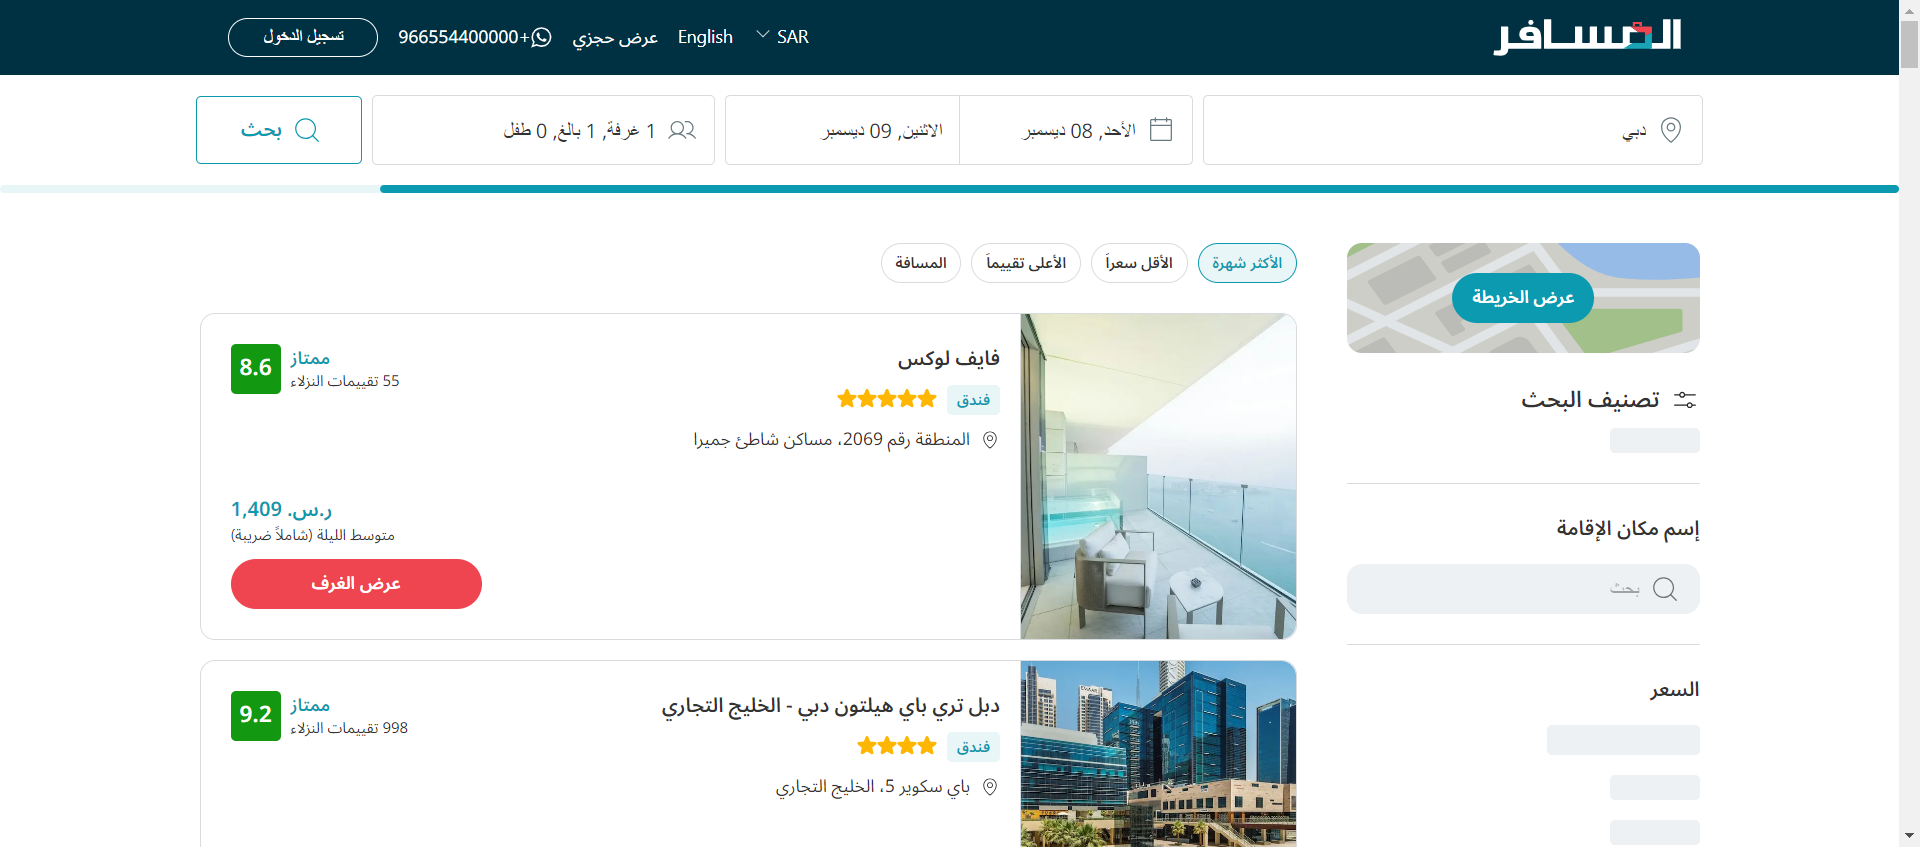 المسافر
SAR
English
عرض حجزي
+966554400000
تسجيل الدخول
دبي
الأحد, 08 ديسمبر
الاثنين, 09 ديسمبر
1 غرفة, 1 بالغ, 0 طفل
بحث
عرض الخريطة
تصنيف البحث
إسم مكان الإقامة
بحث
السعر
الأكثر شهرة
الأقل سعراً
الأعلى تقييماً
المسافة
فايف لوكس
فندق
المنطقة رقم 2069، مساكن شاطئ جميرا
8.6
ممتاز
55 تقييمات النزلاء
ر.س. 1,409
متوسط الليلة (شاملاً ضريبة)
عرض الغرف
دبل تري باي هيلتون دبي - الخليج التجاري
فندق
باي سكوير 5، الخليج التجاري
9.2
ممتاز
998 تقييمات النزلاء